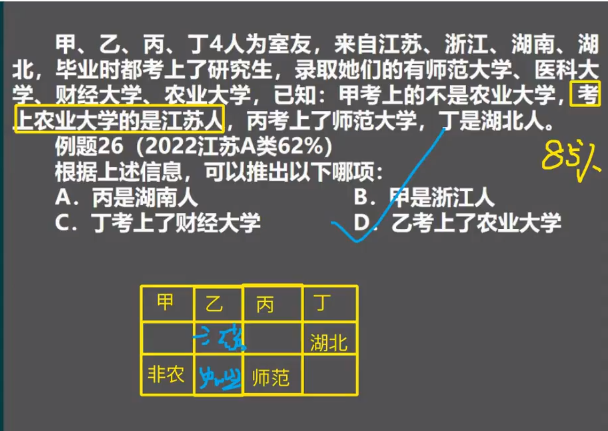 甲、乙、丙、丁4人为室友，来自江苏、浙江、湖南、湖
北，毕业时都考上了研究生，录取她们的有师范大学、医科大
学、财经大学、农业大学，已知：甲考上的不是农业大学，考
上农业大学的是江苏人，丙考上了师范大学，丁是湖北人。
例题26（2022江苏A类62%）
85%
根据上述信息，可以推出以下哪项：
A．丙是湖南人 B．甲是浙江人
C．丁考上了财经大学 D．乙考上了农业大学
甲 乙 丙 丁
江苏 湖北
非农 农业 师范